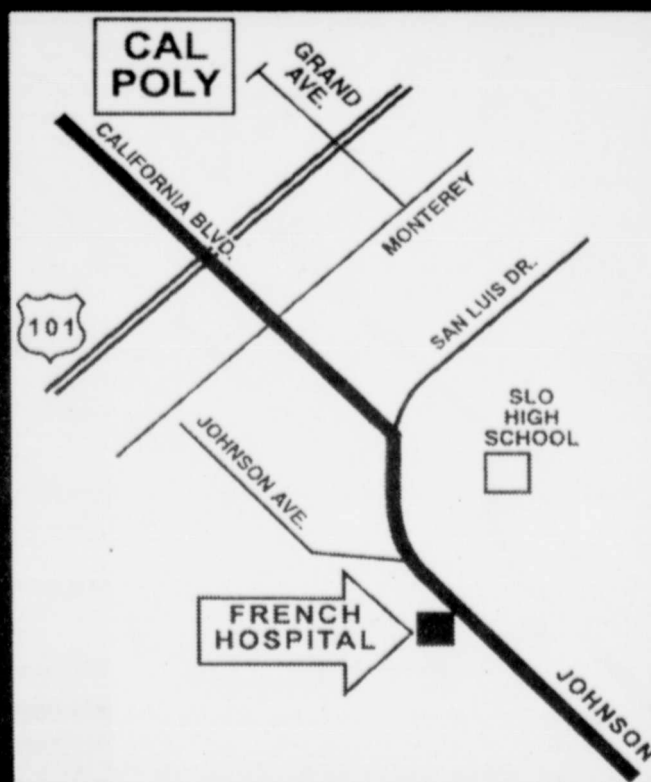 CAL
POLY
GRAND
AVE.
CALIFORNIA BLVD.
MONTEREY
101
SAN LUIS DR.
SLO
HIGH
SCHOOL
JOHNSON AVE.
FRENCH
HOSPITAL
JOHNSON